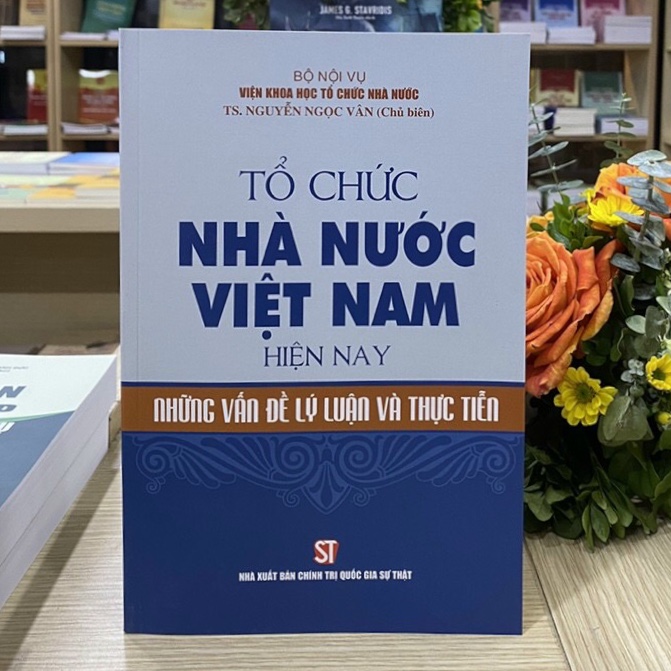 JAMES G. STAVRIDIS
BỘ NỘI VỤ
VIỆN KHOA HỌC TỔ CHỨC NHÀ NƯỚC
TS. NGUYỄN NGỌC VÂN (Chủ biên)
TỔ CHỨC
NHÀ NƯỚC
VIỆT NAM
HIỆN NAY
NHỮNG VẤN ĐỀ LÝ LUẬN VÀ THỰC TIỄN
ST
NHÀ XUẤT BẢN CHÍNH TRỊ QUỐC GIA SỰ THẬT